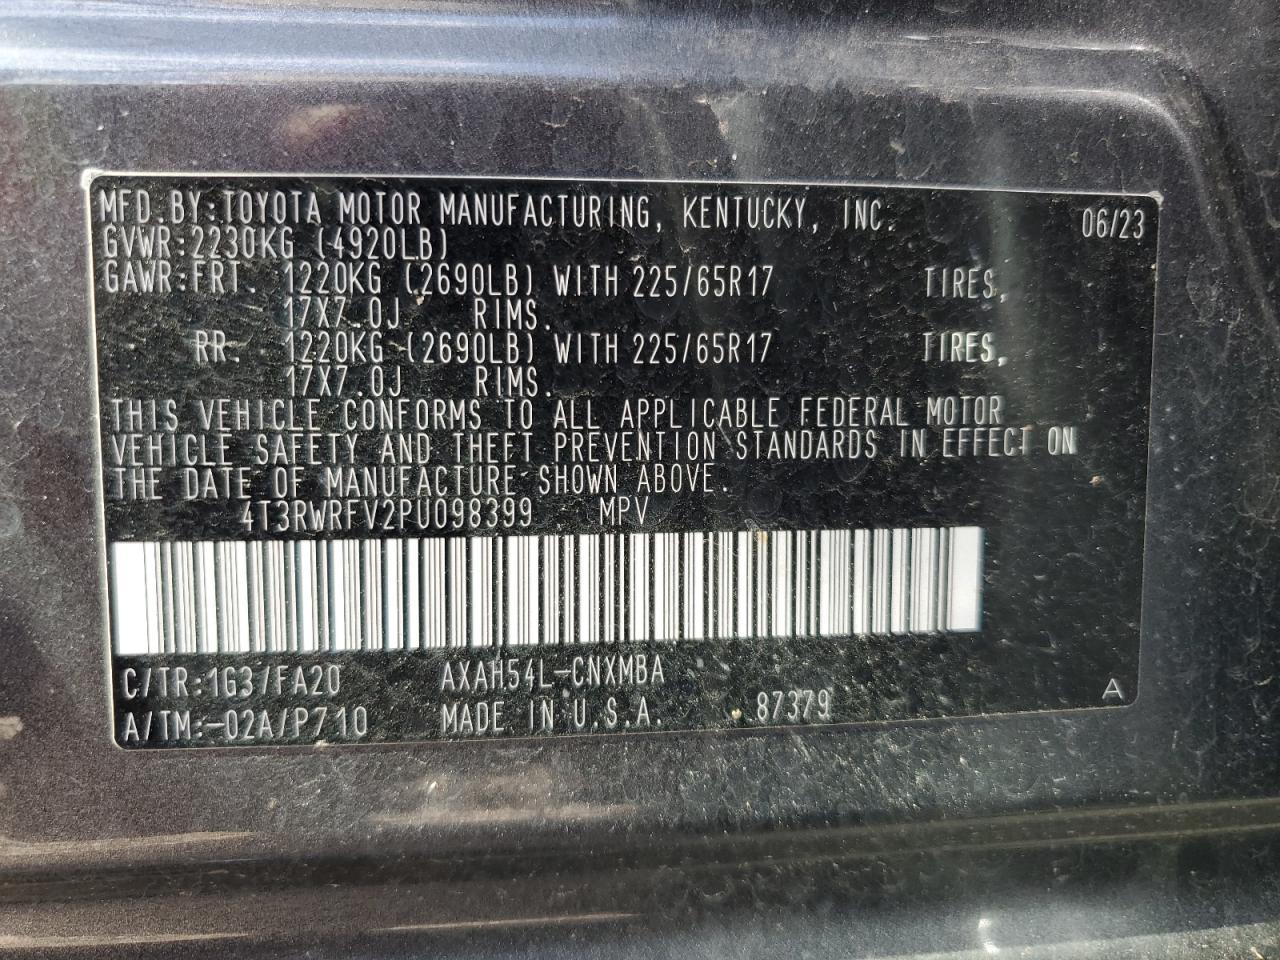 MFD.BY:TOYOTA MOTOR MANUFACTURING, KENTUCKY, INC. 06/23
GVWR:2230KG (4920LB)
GAWR:FRT. 1220KG (2690LB) WITH 225/65R17 TIRES,
17X7.0J RIMS.
RR. 1220KG (2690LB) WITH 225/65R17 TIRES,
17X7.0J RIMS.
THIS VEHICLE CONFORMS TO ALL APPLICABLE FEDERAL MOTOR
VEHICLE SAFETY AND THEFT PREVENTION STANDARDS IN EFFECT ON
THE DATE OF MANUFACTURE SHOWN ABOVE.
4T3RWRFV2PU098399 MPV
C/TR:1G3/FA20 AXAH54L-CNXMBA A
A/TM:-02A/P710 MADE IN U.S.A. 87379